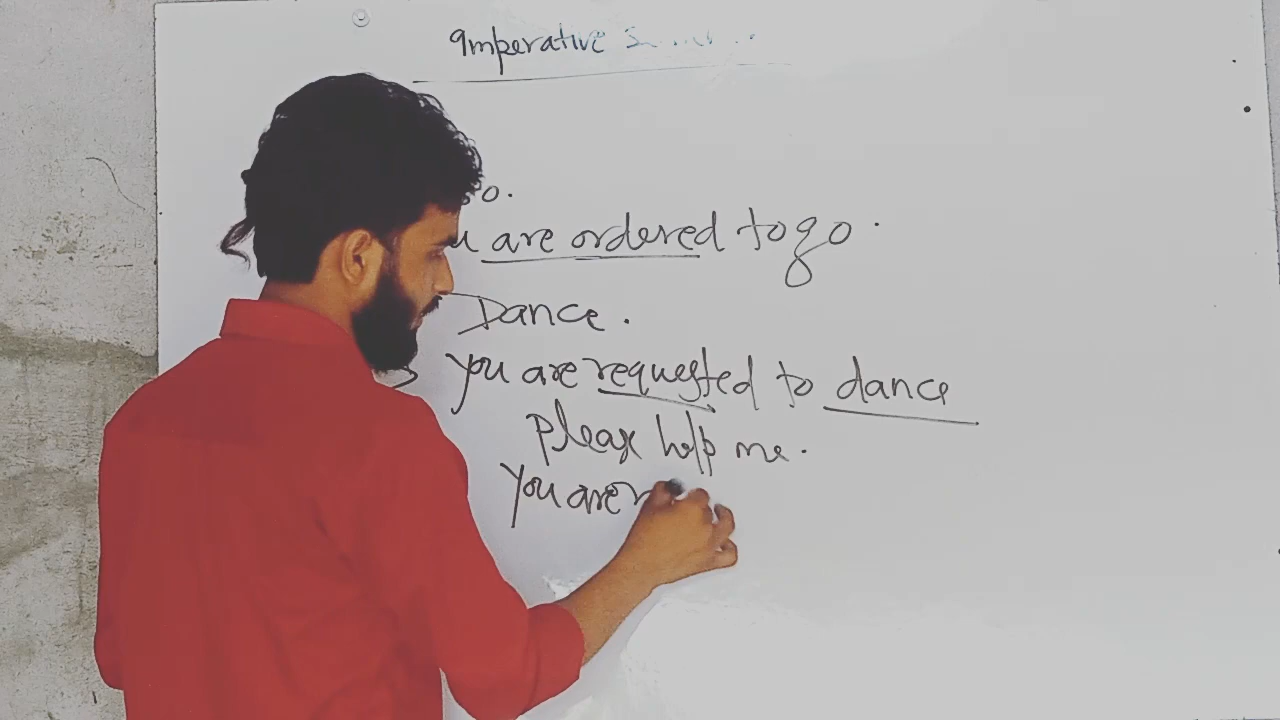 Imperative
are ordered to go.
Dance.
you are requested to dance
please help me.
you are